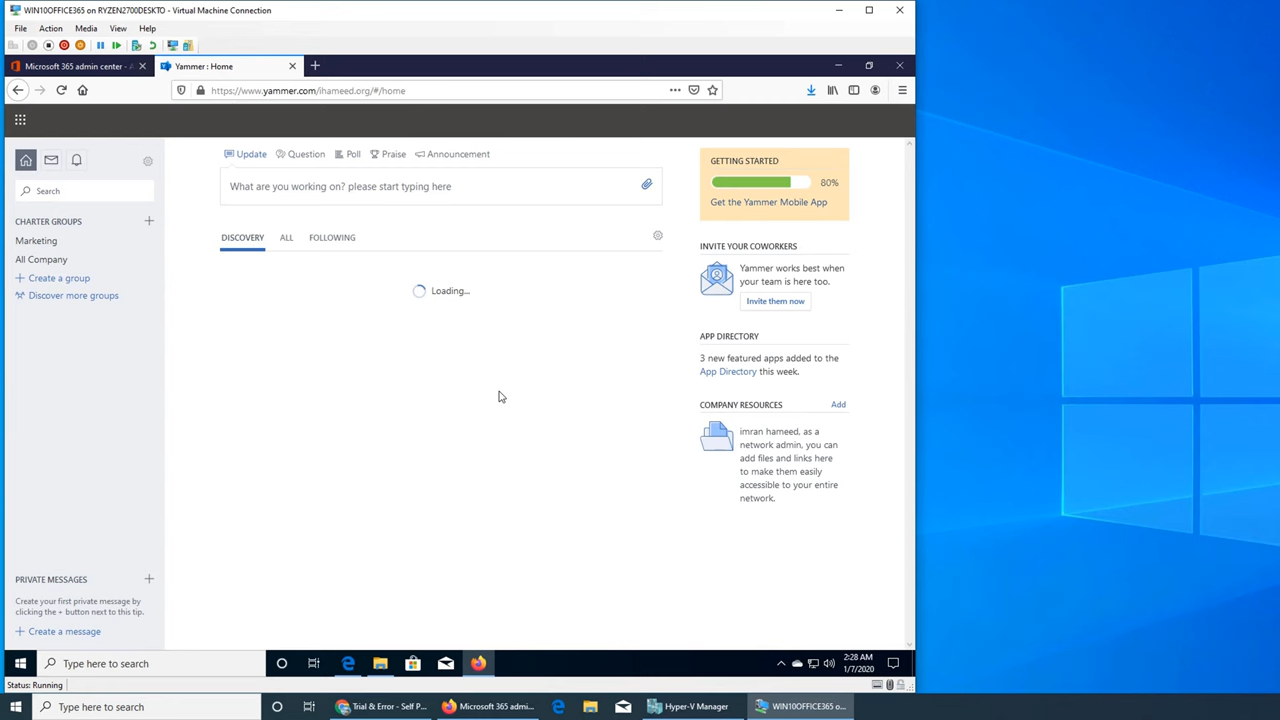 WIN10OFFICE365 on RYZEN2700DESKTO - Virtual Machine Connection
File Action Media View Help
Microsoft 365 admin center - A
Yammer : Home
https://www.yammer.com/ihameed.org/#/home
Update Question Poll Praise Announcement
What are you working on? please start typing here
Search
CHARTER GROUPS
Marketing
All Company
Create a group
Discover more groups
DISCOVERY ALL FOLLOWING
Loading...
GETTING STARTED
80%
Get the Yammer Mobile App
INVITE YOUR COWORKERS
Yammer works best when
your team is here too.
Invite them now
APP DIRECTORY
3 new featured apps added to the
App Directory this week.
COMPANY RESOURCES Add
imran hameed, as a
network admin, you can
add files and links here
to make them easily
accessible to your entire
network.
PRIVATE MESSAGES
Create your first private message by
clicking the + button next to this tip.
Create a message
Type here to search
2:28 AM
1/7/2020
Status: Running
Type here to search
Trial & Error - Self P...
Microsoft 365 admi...
Hyper-V Manager
WIN10OFFICE365 o...